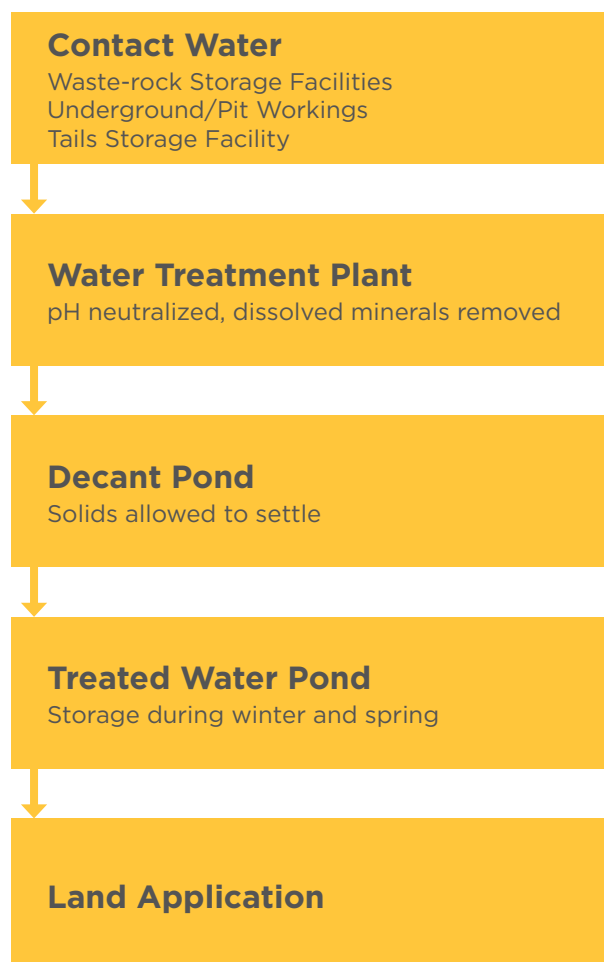 Contact Water
Waste-rock Storage Facilities
Underground/Pit Workings
Tails Storage Facility
Water Treatment Plant
pH neutralized, dissolved minerals removed
Decant Pond
Solids allowed to settle
Treated Water Pond
Storage during winter and spring
Land Application